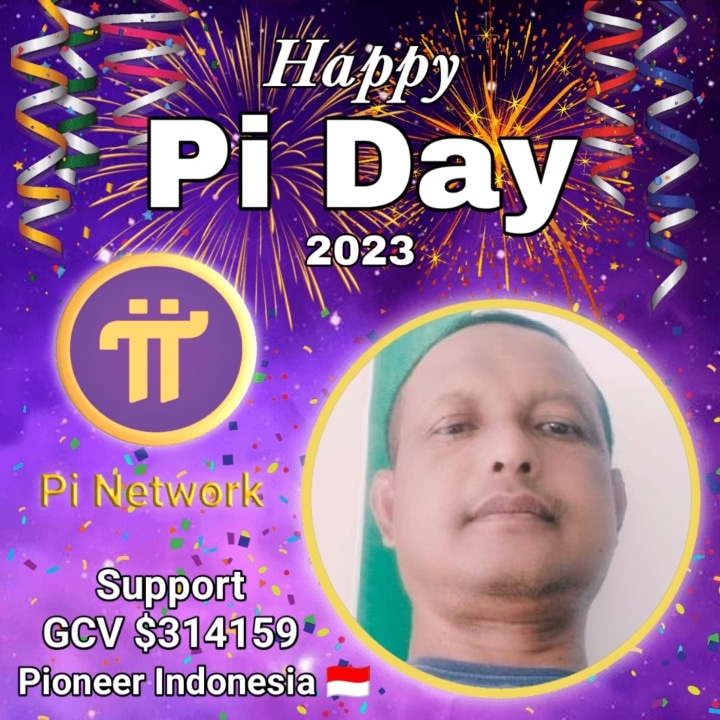 Happy
Pi Day
2023
Pi Network
Support
GCV $314159
Pioneer Indonesia 🇮🇩